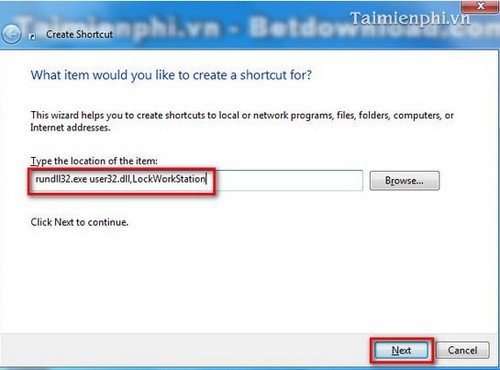 Taimienphi.vn
Taimienphi.vn - Betdownload.com
Create Shortcut
What item would you like to create a shortcut for?
This wizard helps you to create shortcuts to local or network programs, files, folders, computers, or
Internet addresses.
Type the location of the item:
rundll32.exe user32.dll,LockWorkStation
Browse...
Click Next to continue.
Next
Cancel